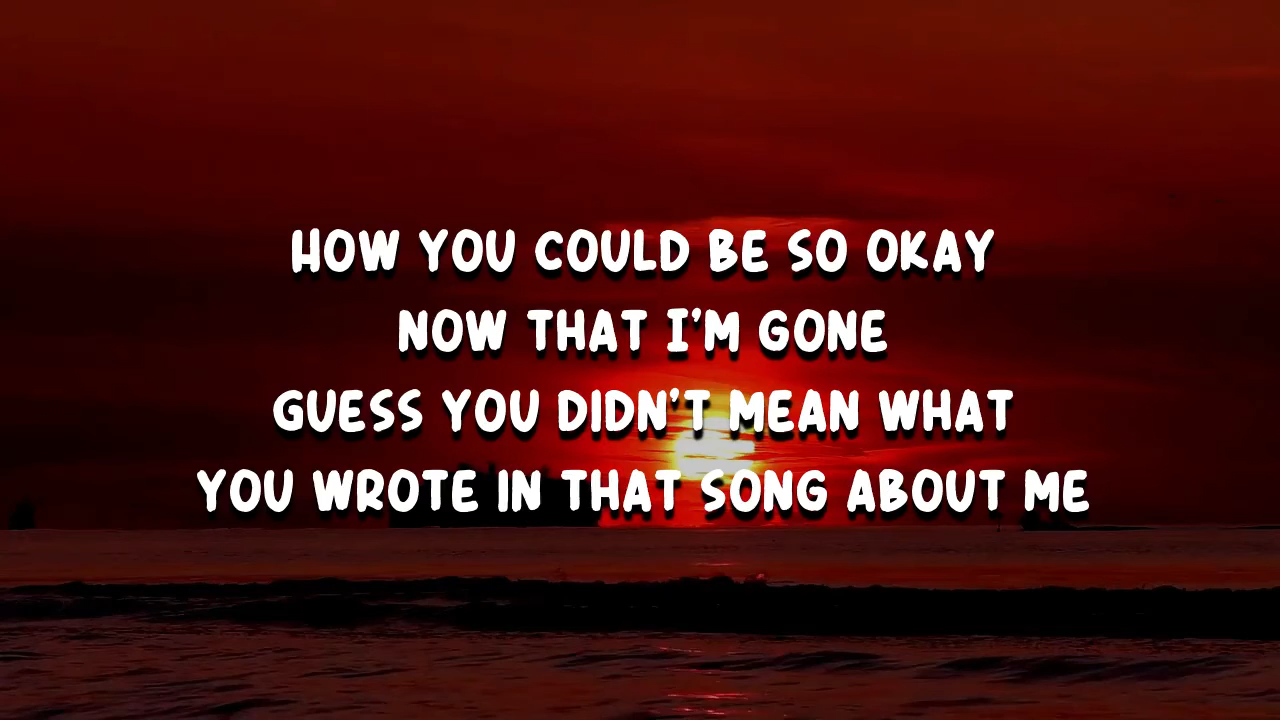 HOW YOU COULD BE SO OKAY
NOW THAT I'M GONE
GUESS YOU DIDN'T MEAN WHAT
YOU WROTE IN THAT SONG ABOUT ME